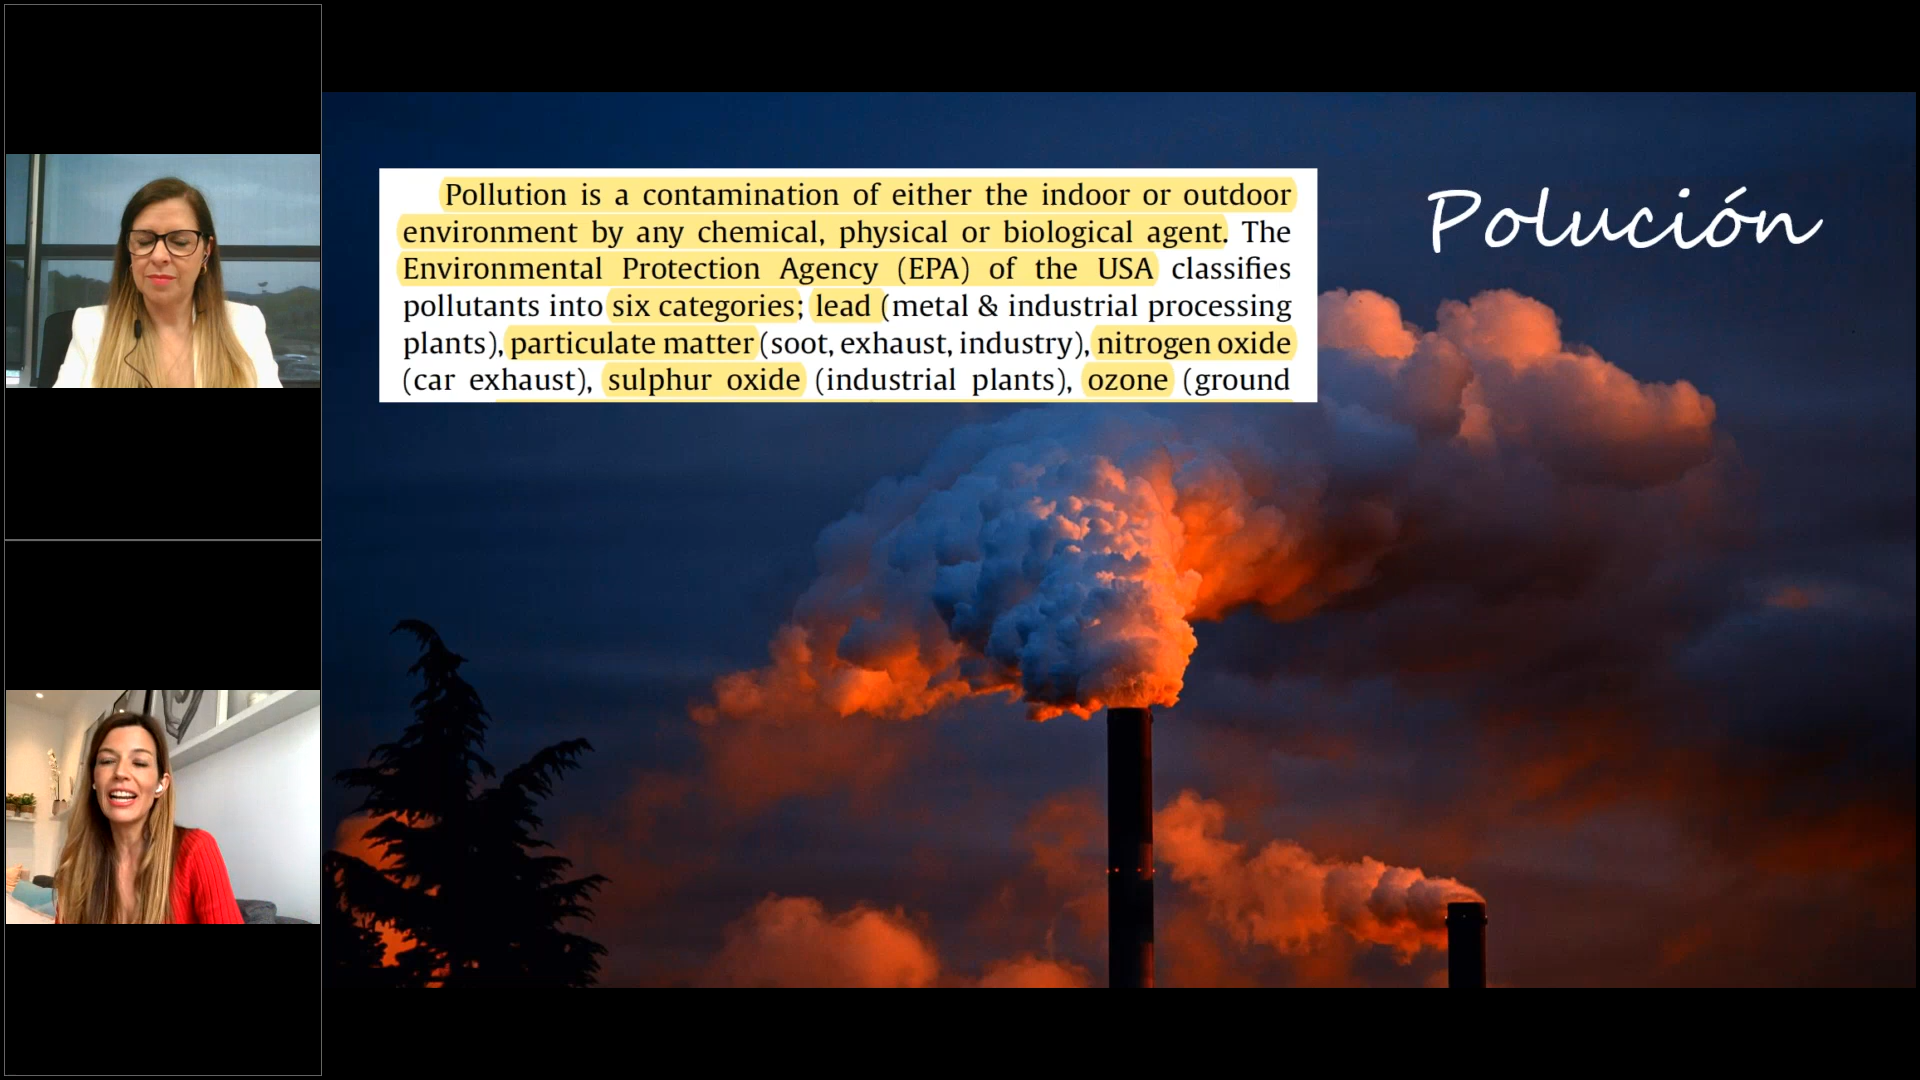 Pollution is a contamination of either the indoor or outdoor
environment by any chemical, physical or biological agent. The
Environmental Protection Agency (EPA) of the USA classifies
pollutants into six categories; lead (metal & industrial processing
plants), particulate matter (soot, exhaust, industry), nitrogen oxide
(car exhaust), sulphur oxide (industrial plants), ozone (ground
Polución